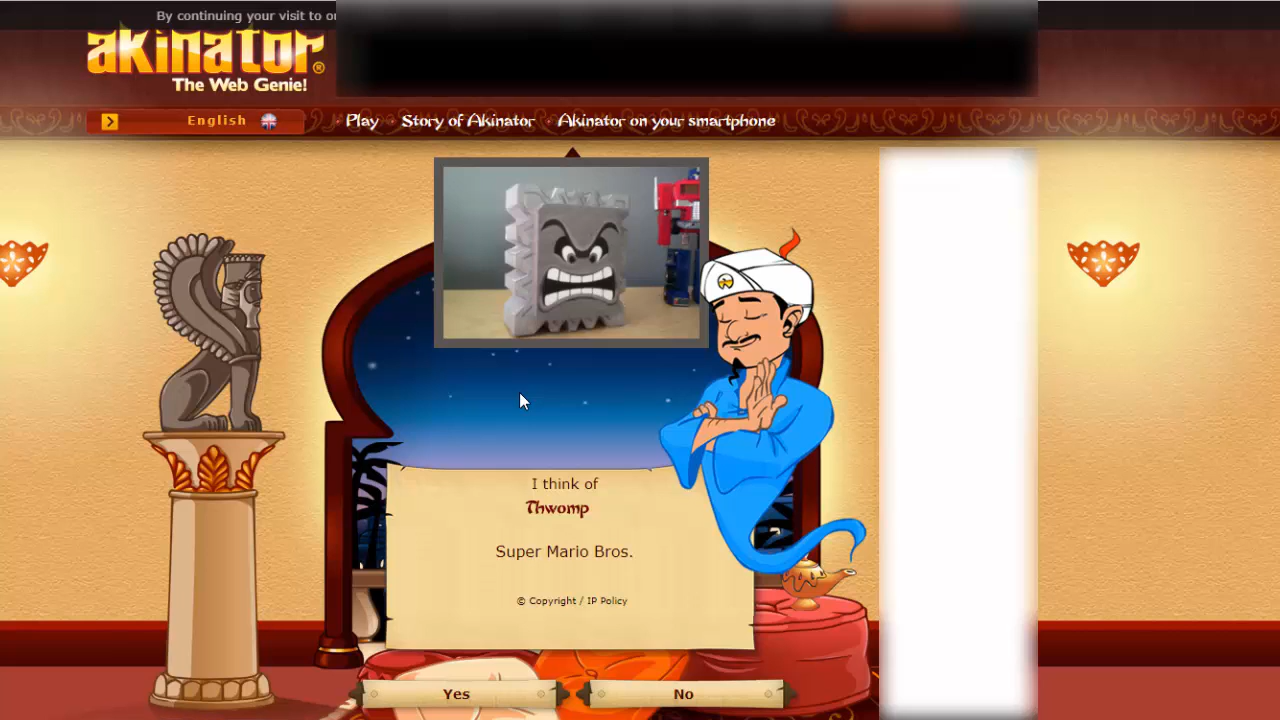 By continuing your visit to
akinator®
The Web Genie!
English
Play · Story of Akinator · Akinator on your smartphone
I think of
Thwomp
Super Mario Bros.
© Copyright / IP Policy
Yes
No